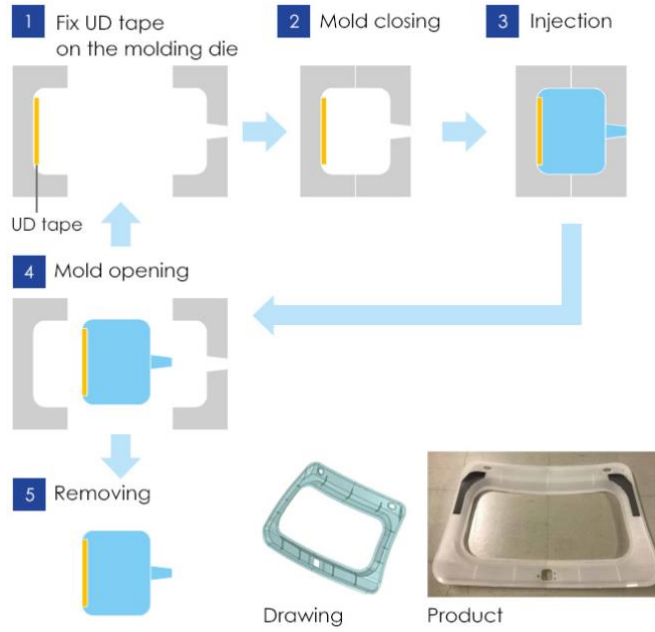 1 Fix UD tape
on the molding die
2 Mold closing
3 Injection
UD tape
4 Mold opening
5 Removing
Drawing
Product